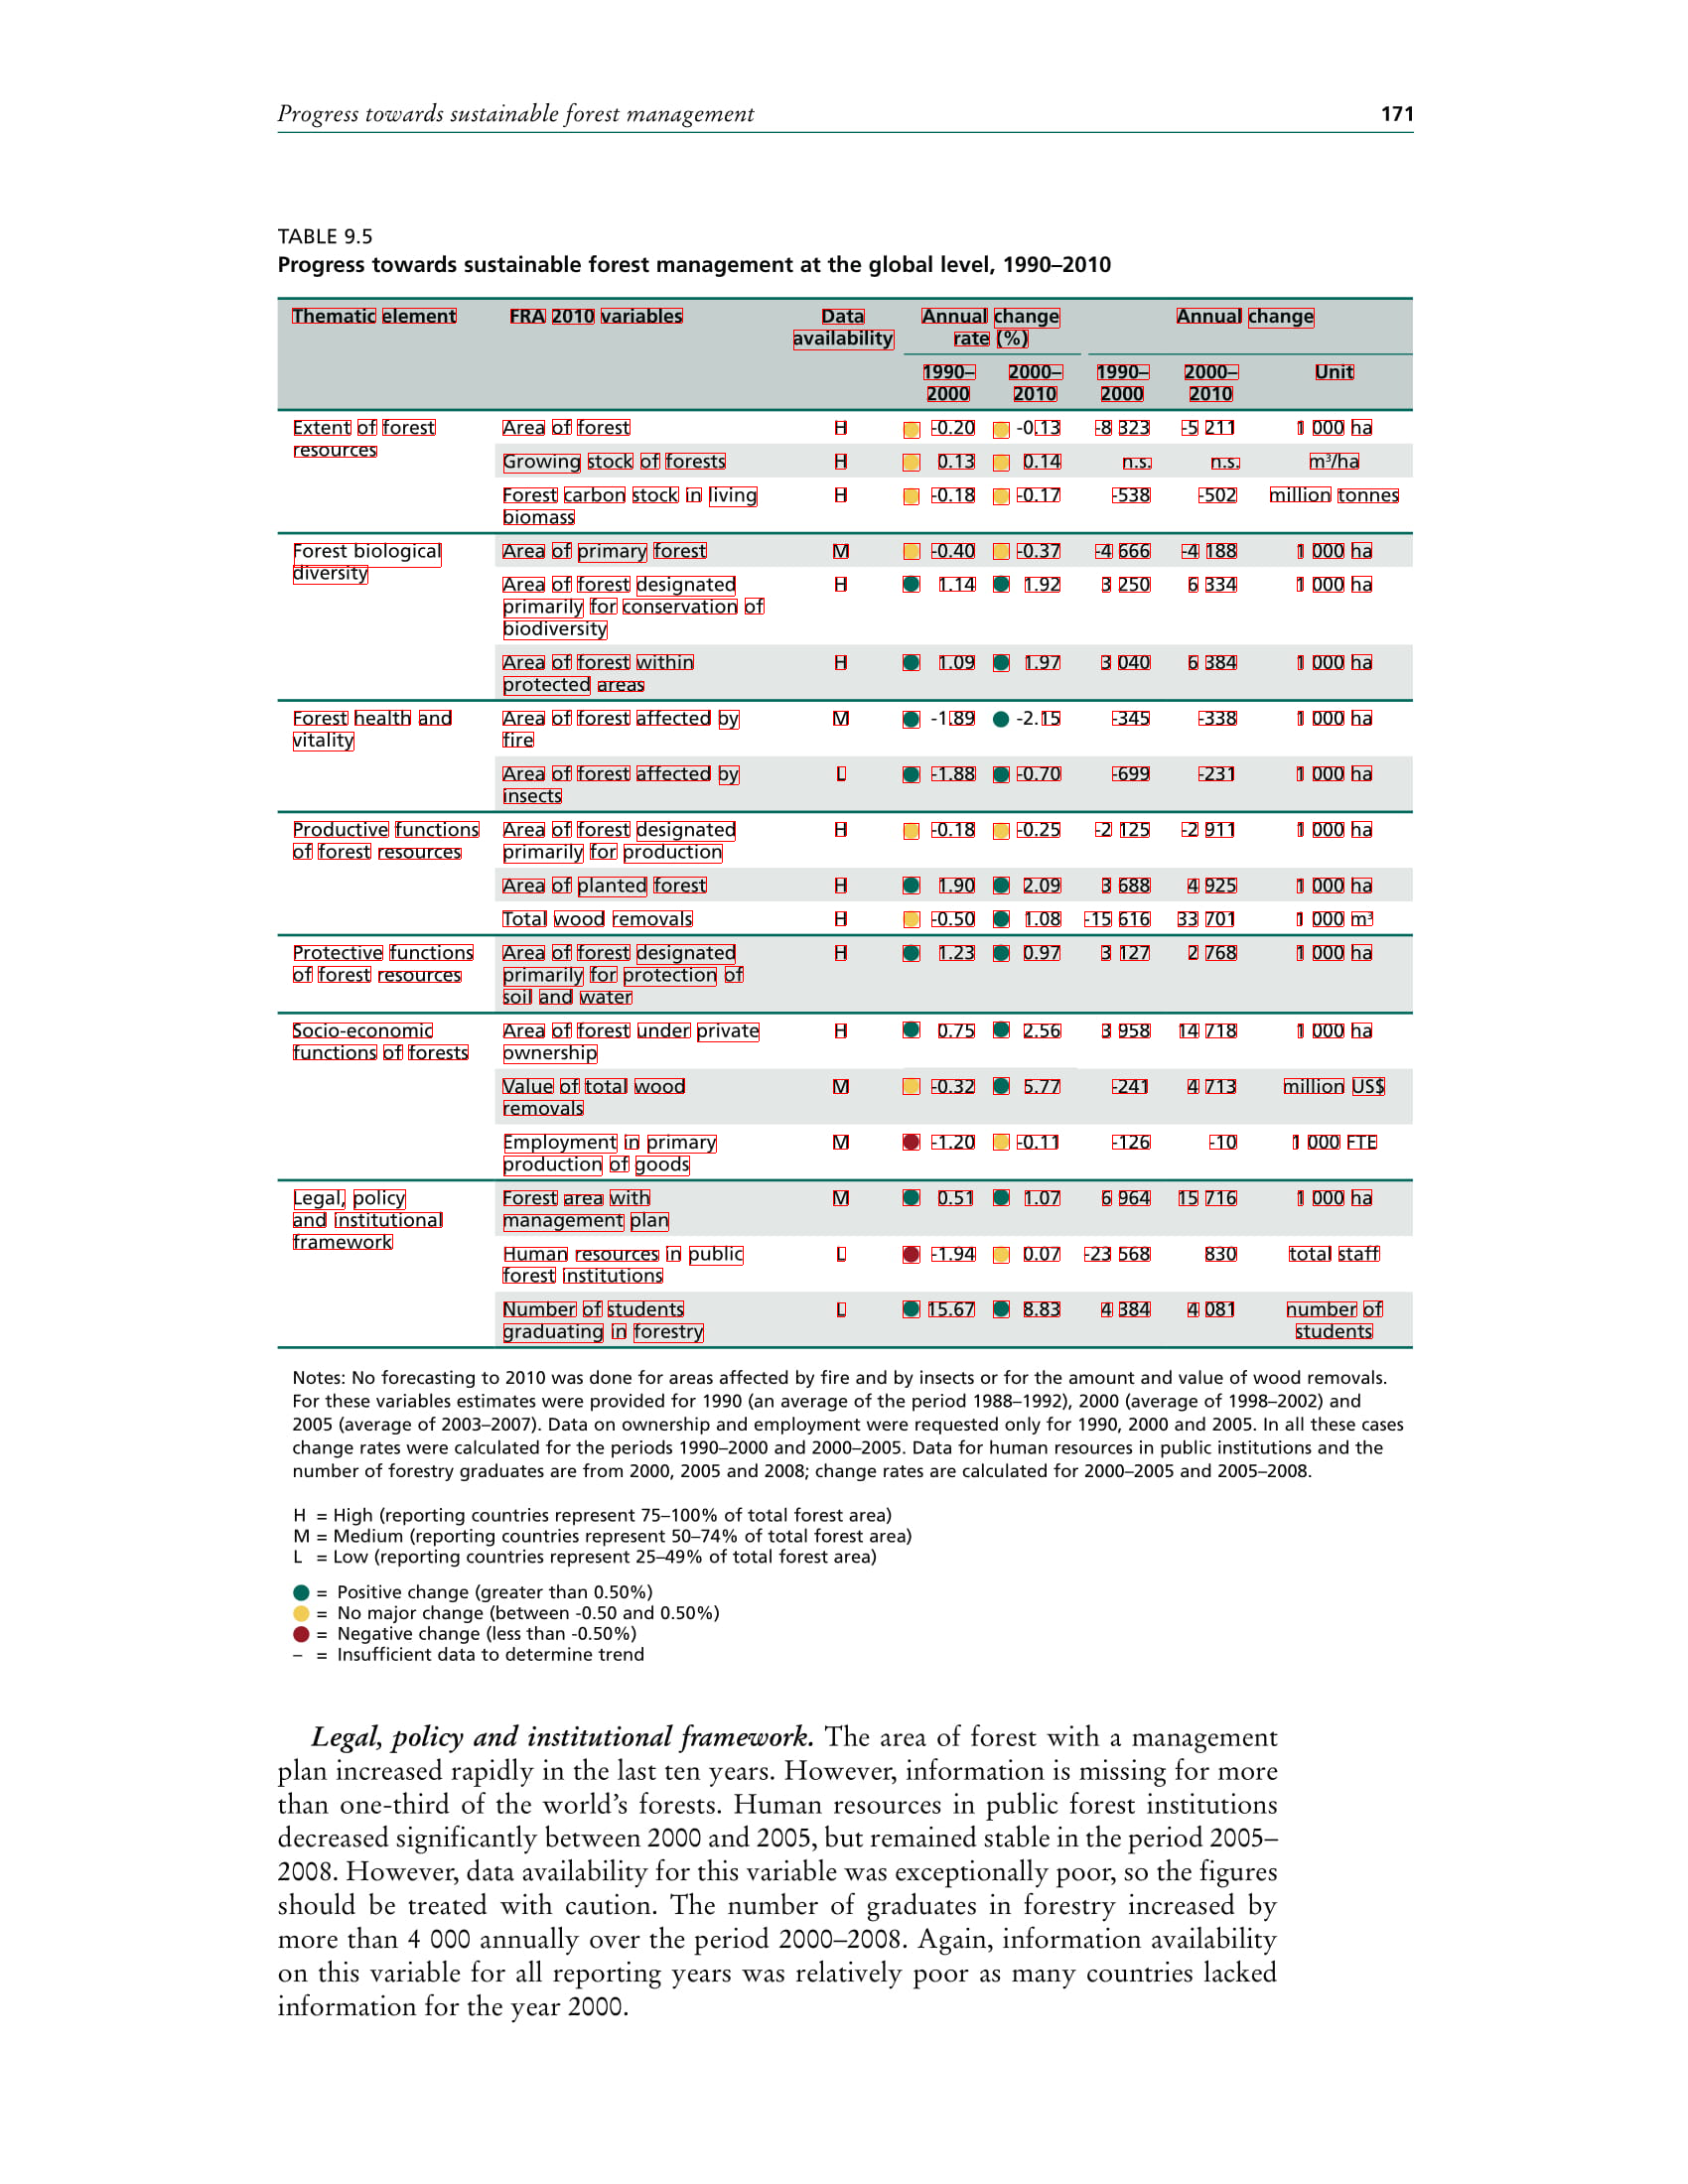 Progress towards sustainable forest management 171
TABLE 9.5
Progress towards sustainable forest management at the global level, 1990–2010
Thematic element FRA 2010 variables Data Annual change Annual change
availability rate (%)
1990– 2000– 1990– 2000– Unit
2000 2010 2000 2010
Extent of forest Area of forest H -0.20 -0.13 -8 323 -5 211 1 000 ha
resources
Growing stock of forests H 0.13 0.14 n.s. n.s. m³/ha
Forest carbon stock in living H -0.18 -0.17 -538 -502 million tonnes
biomass
Forest biological Area of primary forest M -0.40 -0.37 -4 666 -4 188 1 000 ha
diversity
Area of forest designated H 1.14 1.92 3 250 6 334 1 000 ha
primarily for conservation of
biodiversity
Area of forest within H 1.09 1.97 3 040 6 384 1 000 ha
protected areas
Forest health and Area of forest affected by M -1.89 -2.15 -345 -338 1 000 ha
vitality fire
Area of forest affected by L -1.88 -0.70 -699 -231 1 000 ha
insects
Productive functions Area of forest designated H -0.18 -0.25 -2 125 -2 911 1 000 ha
of forest resources primarily for production
Area of planted forest H 1.90 2.09 3 688 4 925 1 000 ha
Total wood removals H -0.50 1.08 -15 616 33 701 1 000 m³
Protective functions Area of forest designated H 1.23 0.97 3 127 2 768 1 000 ha
of forest resources primarily for protection of
soil and water
Socio-economic Area of forest under private H 0.75 2.56 3 958 14 718 1 000 ha
functions of forests ownership
Value of total wood M -0.32 5.77 -241 4 713 million US$
removals
Employment in primary M -1.20 -0.11 -126 -10 1 000 FTE
production of goods
Legal, policy Forest area with M 0.51 1.07 6 964 15 716 1 000 ha
and institutional management plan
framework
Human resources in public L -1.94 0.07 -23 568 830 total staff
forest institutions
Number of students L 15.67 8.83 4 384 4 081 number of
graduating in forestry students
Notes: No forecasting to 2010 was done for areas affected by fire and by insects or for the amount and value of wood removals.
For these variables estimates were provided for 1990 (an average of the period 1988–1992), 2000 (average of 1998–2002) and
2005 (average of 2003–2007). Data on ownership and employment were requested only for 1990, 2000 and 2005. In all these cases
change rates were calculated for the periods 1990–2000 and 2000–2005. Data for human resources in public institutions and the
number of forestry graduates are from 2000, 2005 and 2008; change rates are calculated for 2000–2005 and 2005–2008.
H = High (reporting countries represent 75–100% of total forest area)
M = Medium (reporting countries represent 50–74% of total forest area)
L = Low (reporting countries represent 25–49% of total forest area)
= Positive change (greater than 0.50%)
= No major change (between -0.50 and 0.50%)
= Negative change (less than -0.50%)
– = Insufficient data to determine trend
Legal, policy and institutional framework. The area of forest with a management
plan increased rapidly in the last ten years. However, information is missing for more
than one-third of the world's forests. Human resources in public forest institutions
decreased significantly between 2000 and 2005, but remained stable in the period 2005–
2008. However, data availability for this variable was exceptionally poor, so the figures
should be treated with caution. The number of graduates in forestry increased by
more than 4 000 annually over the period 2000–2008. Again, information availability
on this variable for all reporting years was relatively poor as many countries lacked
information for the year 2000.